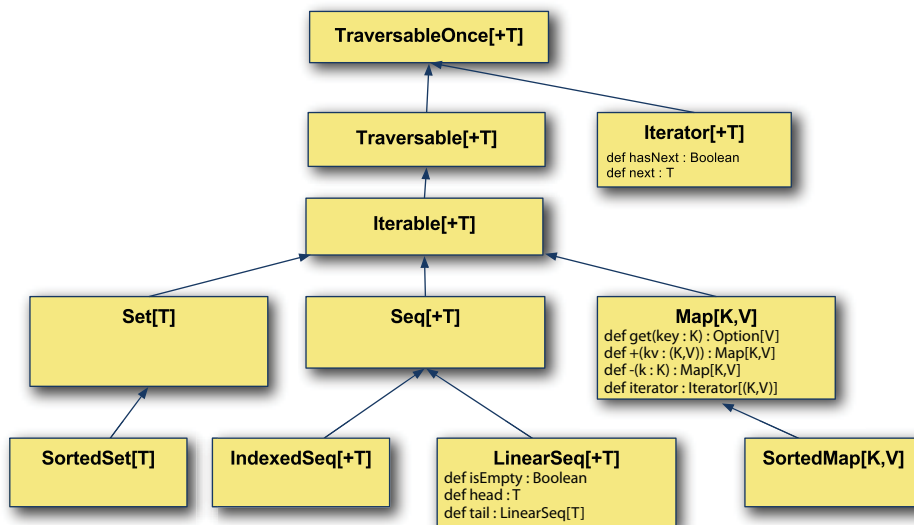 TraversableOnce[+T]
Traversable[+T]
Iterator[+T]
def hasNext : Boolean
def next : T
Iterable[+T]
Set[T]
Seq[+T]
Map[K,V]
def get(key : K) : Option[V]
def +(kv : (K,V)) : Map[K,V]
def -(k : K) : Map[K,V]
def iterator : Iterator[(K,V)]
SortedSet[T]
IndexedSeq[+T]
LinearSeq[+T]
def isEmpty : Boolean
def head : T
def tail : LinearSeq[T]
SortedMap[K,V]